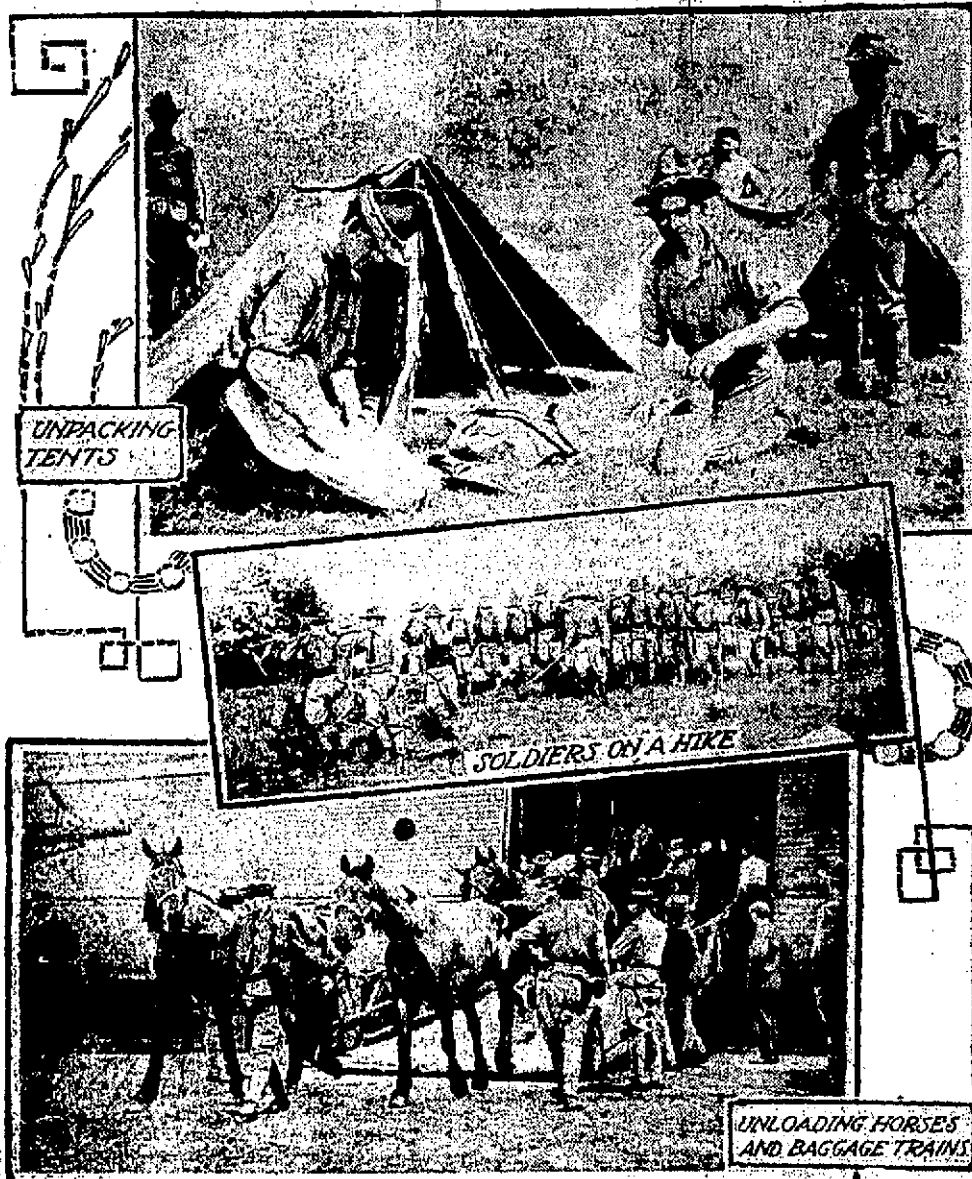 UNPACKING
TENTS
SOLDIERS ON A HIKE
UNLOADING HORSES
AND BAGGAGE TRAINS